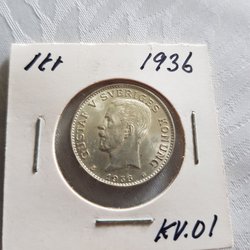 1kr 1936
GUSTAF V SVERIGES KONUNG
1936
KV.01